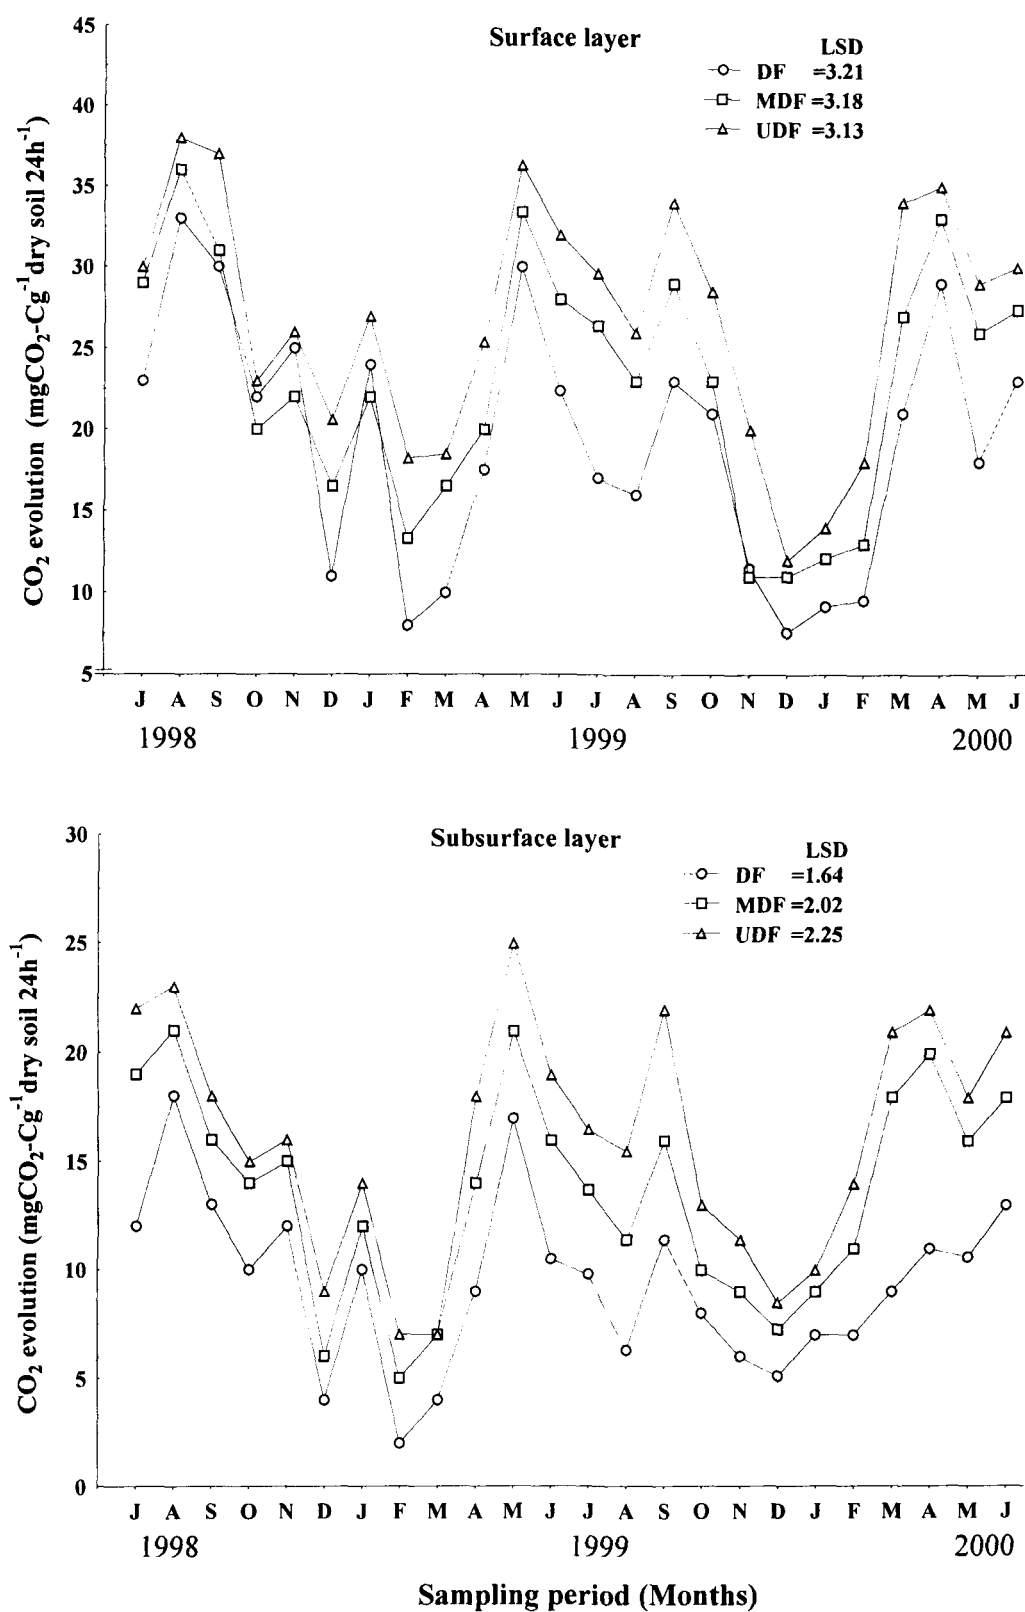 Surface layer
LSD
DF =3.21
MDF =3.18
UDF =3.13
CO₂ evolution (mgCO₂-Cg⁻¹dry soil 24h⁻¹)
45
40
35
30
25
20
15
10
5
J A S O N D J F M A M J J A S O N D J F M A M J
1998 1999 2000
Subsurface layer
LSD
DF =1.64
MDF =2.02
UDF =2.25
CO₂ evolution (mgCO₂-Cg⁻¹dry soil 24h⁻¹)
30
25
20
15
10
5
0
J A S O N D J F M A M J J A S O N D J F M A M J
1998 1999 2000
Sampling period (Months)